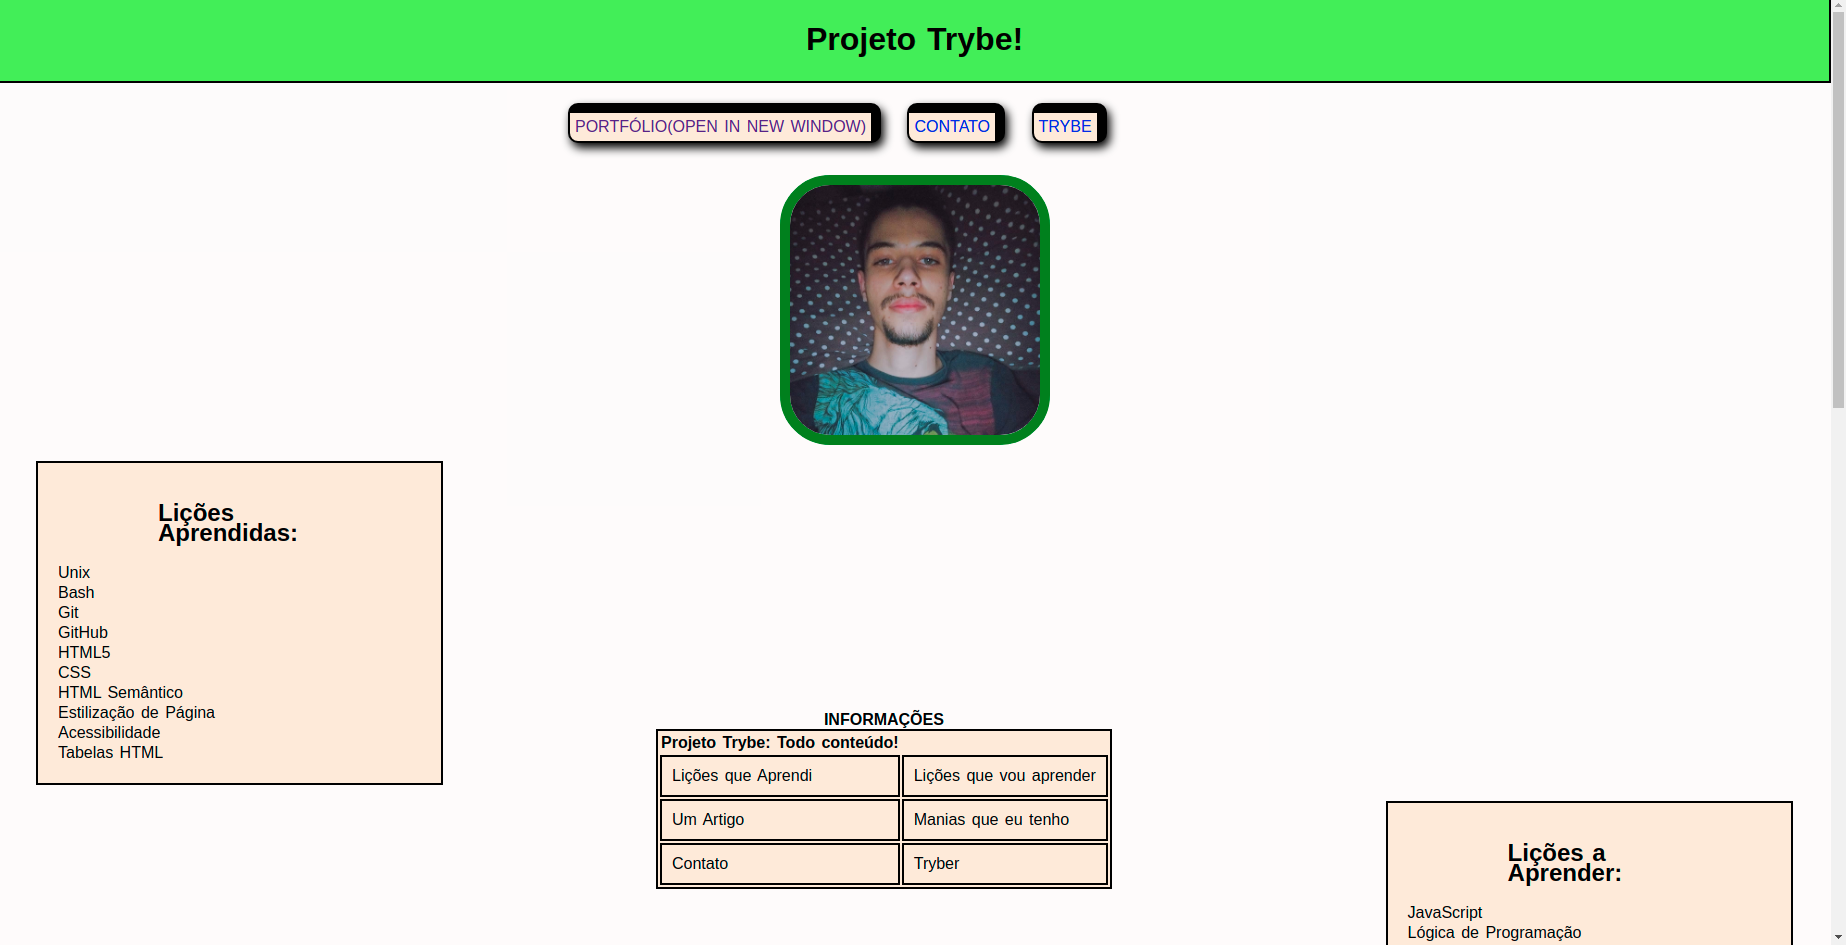 Projeto Trybe!
PORTFÓLIO(OPEN IN NEW WINDOW) CONTATO TRYBE
Lições
Aprendidas:
Unix
Bash
Git
GitHub
HTML5
CSS
HTML Semântico
Estilização de Página
Acessibilidade
Tabelas HTML
INFORMAÇÕES
Projeto Trybe: Todo conteúdo!
Lições que Aprendi Lições que vou aprender
Um Artigo Manias que eu tenho
Contato Tryber
Lições a
Aprender:
JavaScript
Lógica de Programação